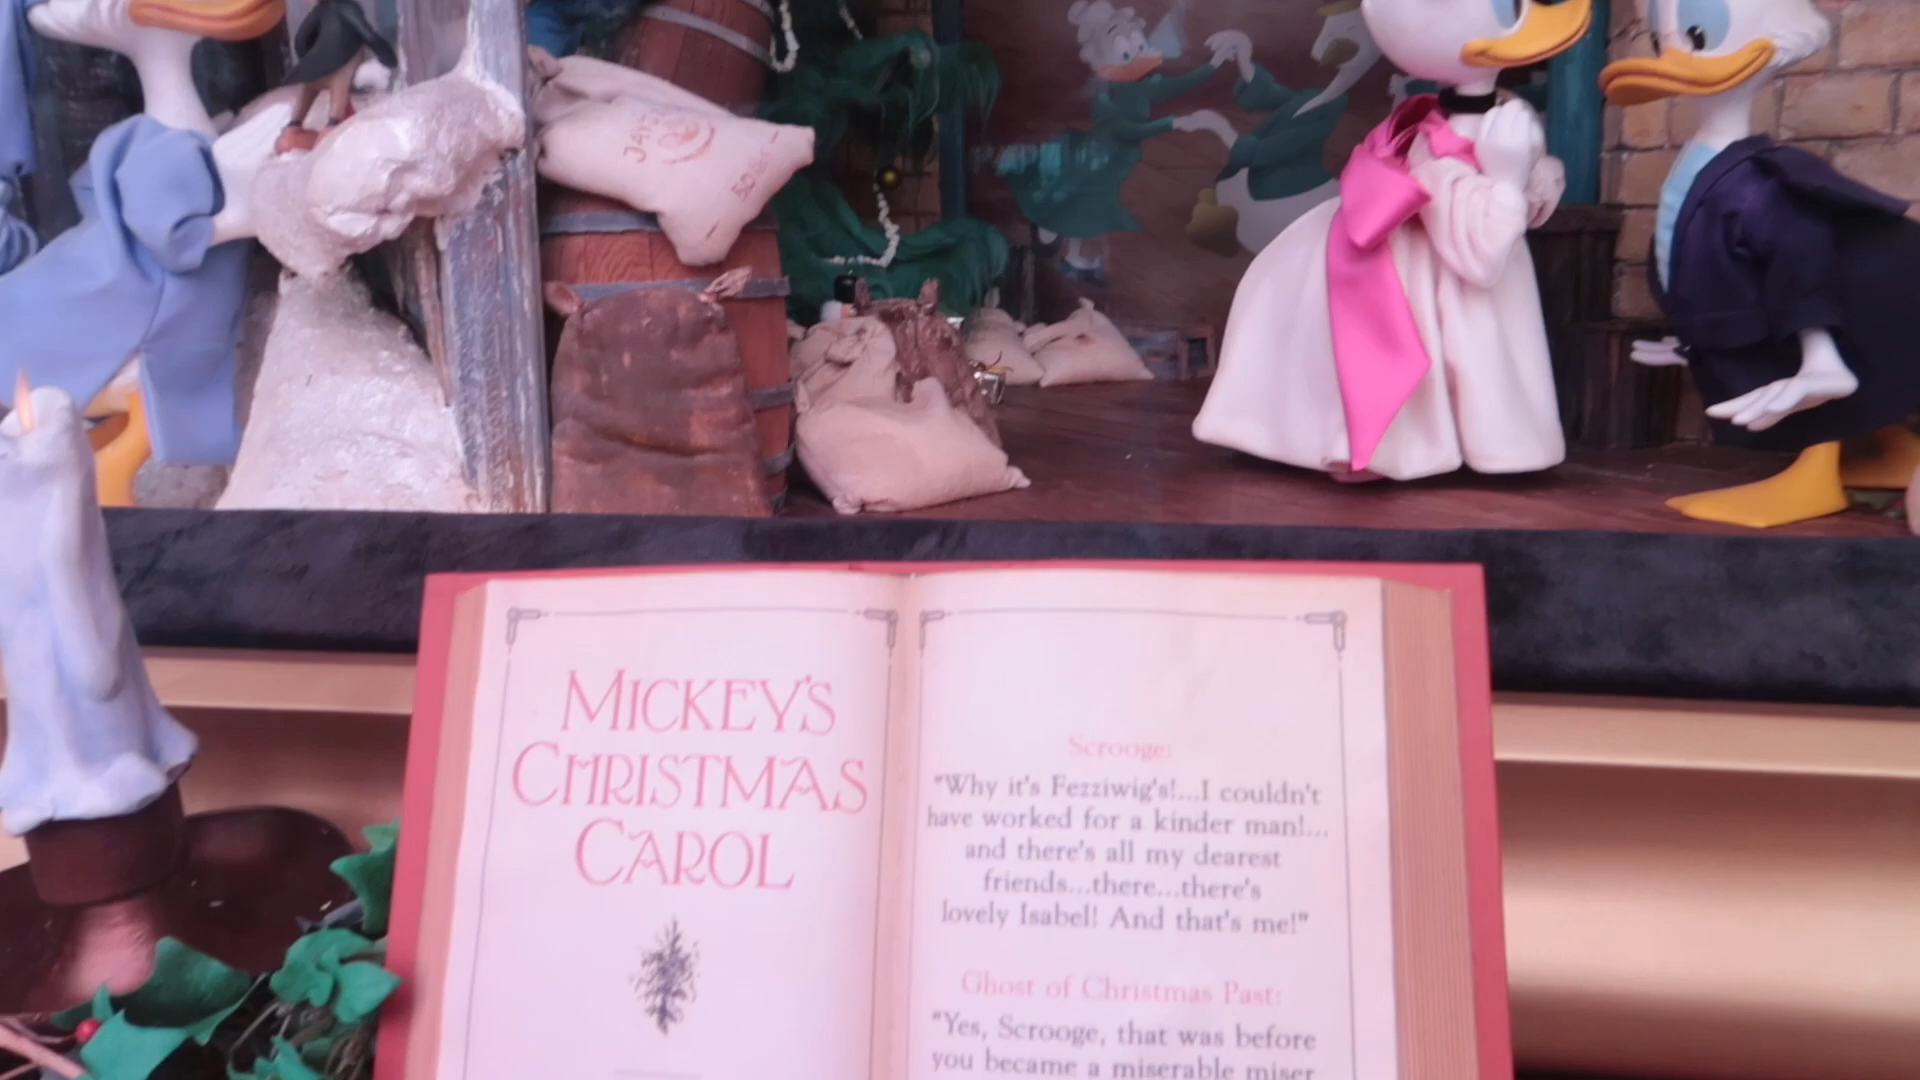 50 lbs
MICKEY'S
CHRISTMAS
CAROL
Scrooge:
"Why it's Fezziwig's!...I couldn't
have worked for a kinder man!...
and there's all my dearest
friends...there...there's
lovely Isabel! And that's me!"
Ghost of Christmas Past:
"Yes, Scrooge, that was before
you became a miserable miser